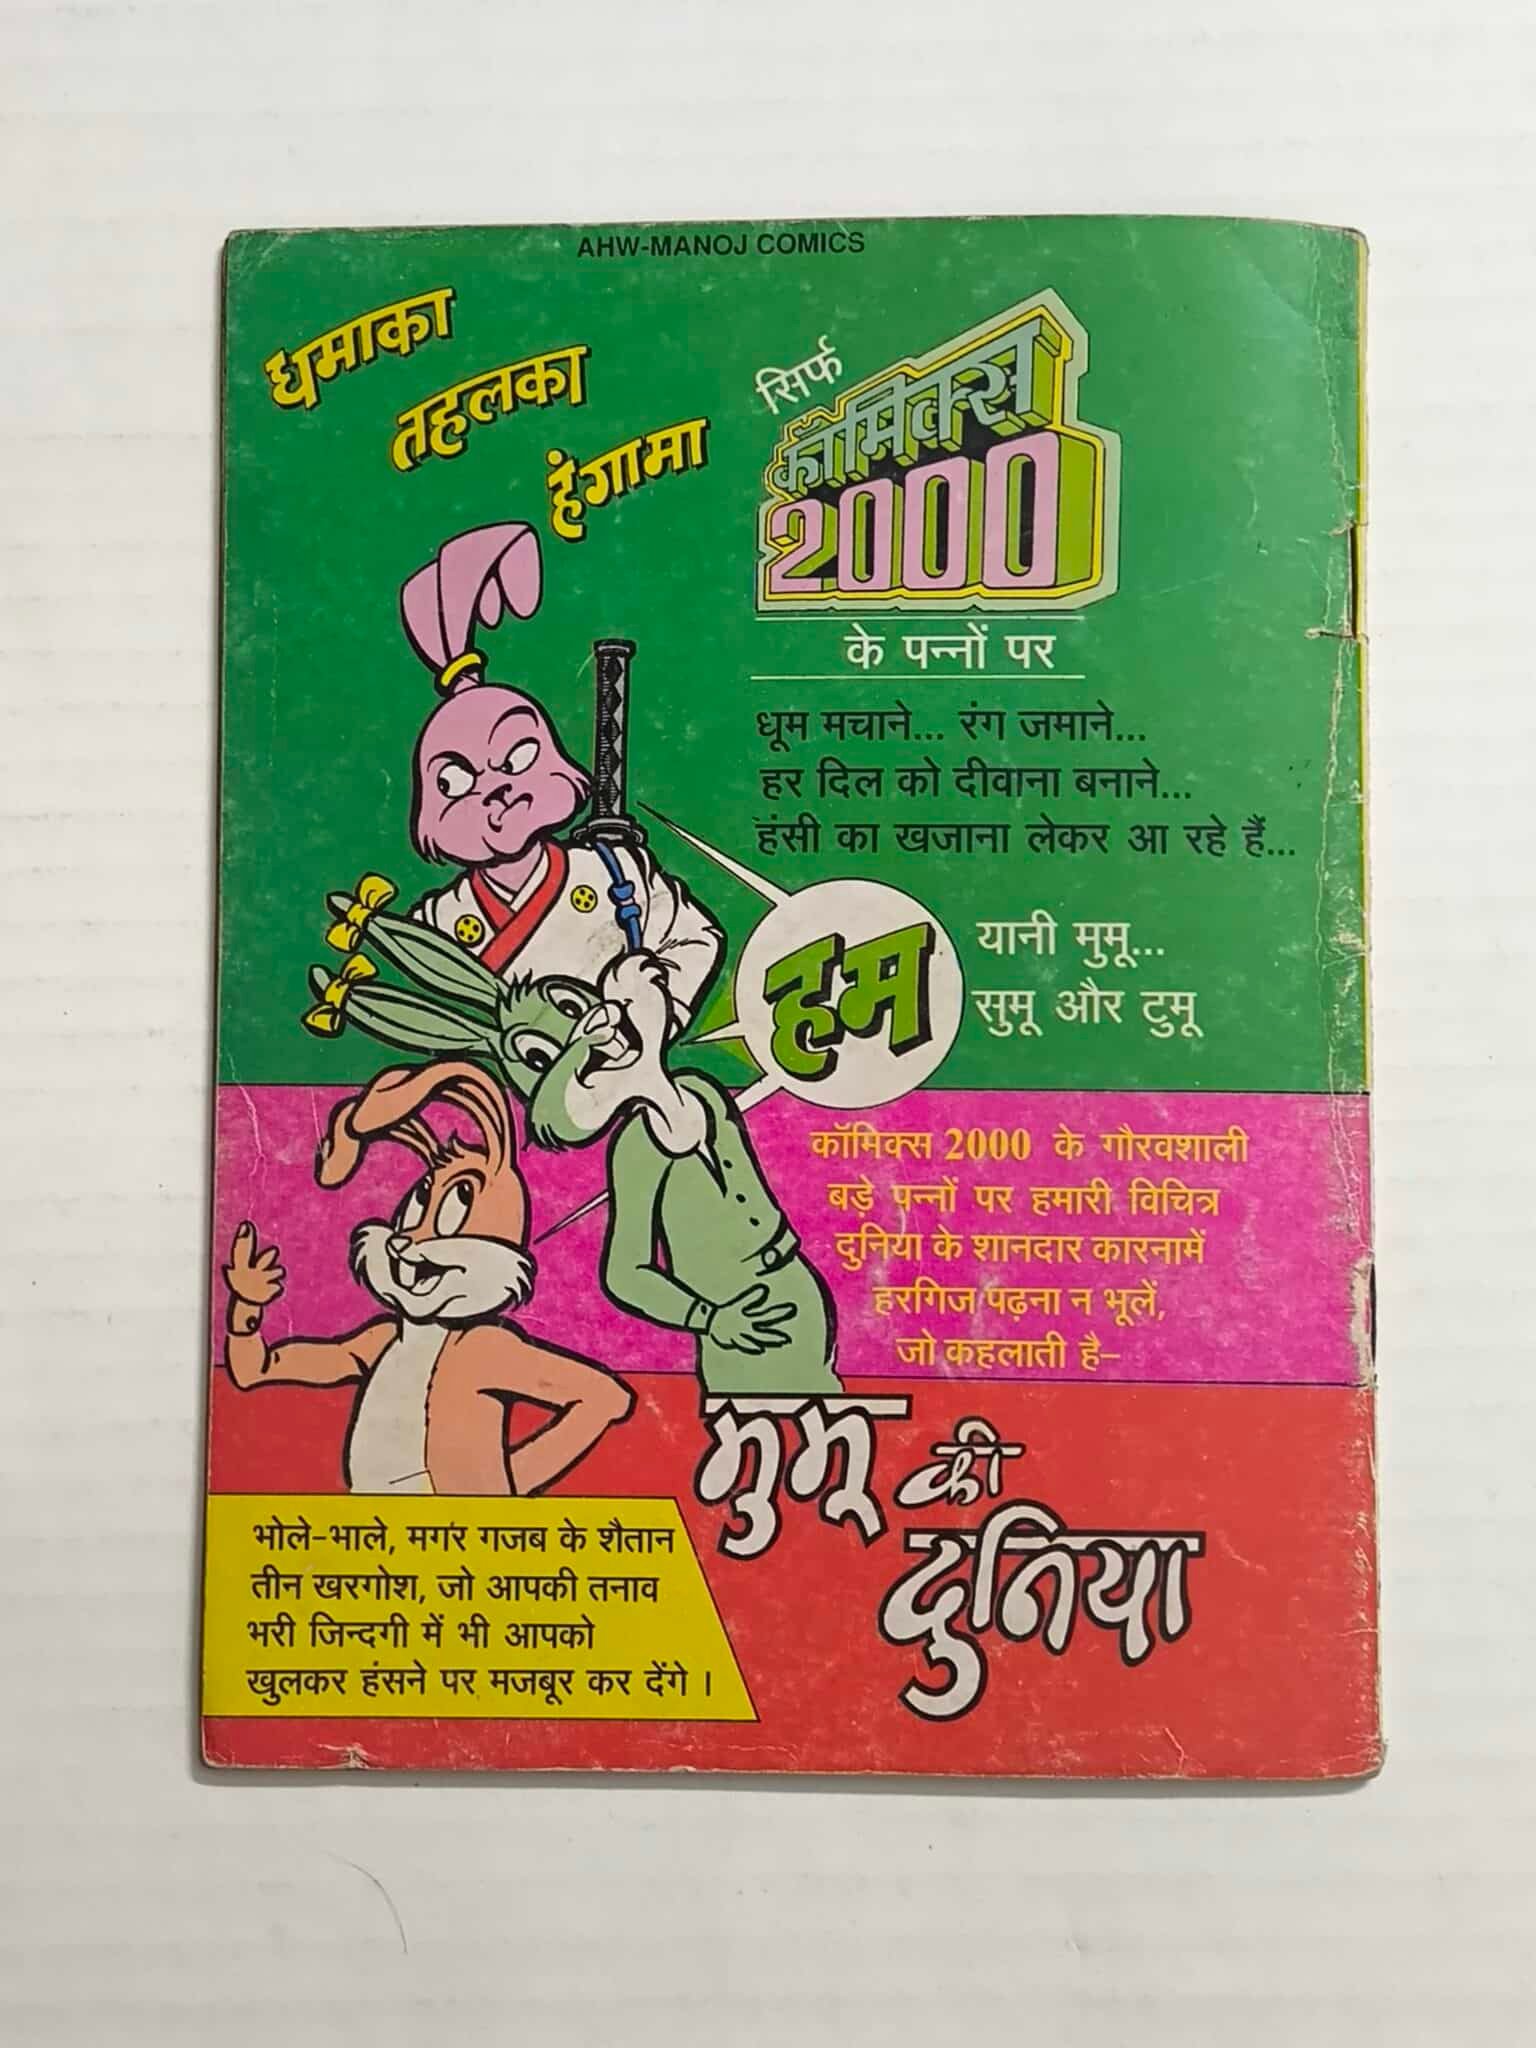 AHW-MANOJ COMICS
धमाका
तहलका
हंगामा
सिर्फ
कॉमिक्स
2000
के पन्नों पर
धूम मचाने... रंग जमाने...
हर दिल को दीवाना बनाने...
हंसी का खजाना लेकर आ रहे हैं...
हम
यानी मुमू...
सुमू और टुमू
कॉमिक्स 2000 के गौरवशाली
बड़े पन्नों पर हमारी विचित्र
दुनिया के शानदार कारनामें
हरगिज पढ़ना न भूलें,
जो कहलाती है–
मुमू की
दुनिया
भोले-भाले, मगर गजब के शैतान
तीन खरगोश, जो आपकी तनाव
भरी जिन्दगी में भी आपको
खुलकर हंसने पर मजबूर कर देंगे ।